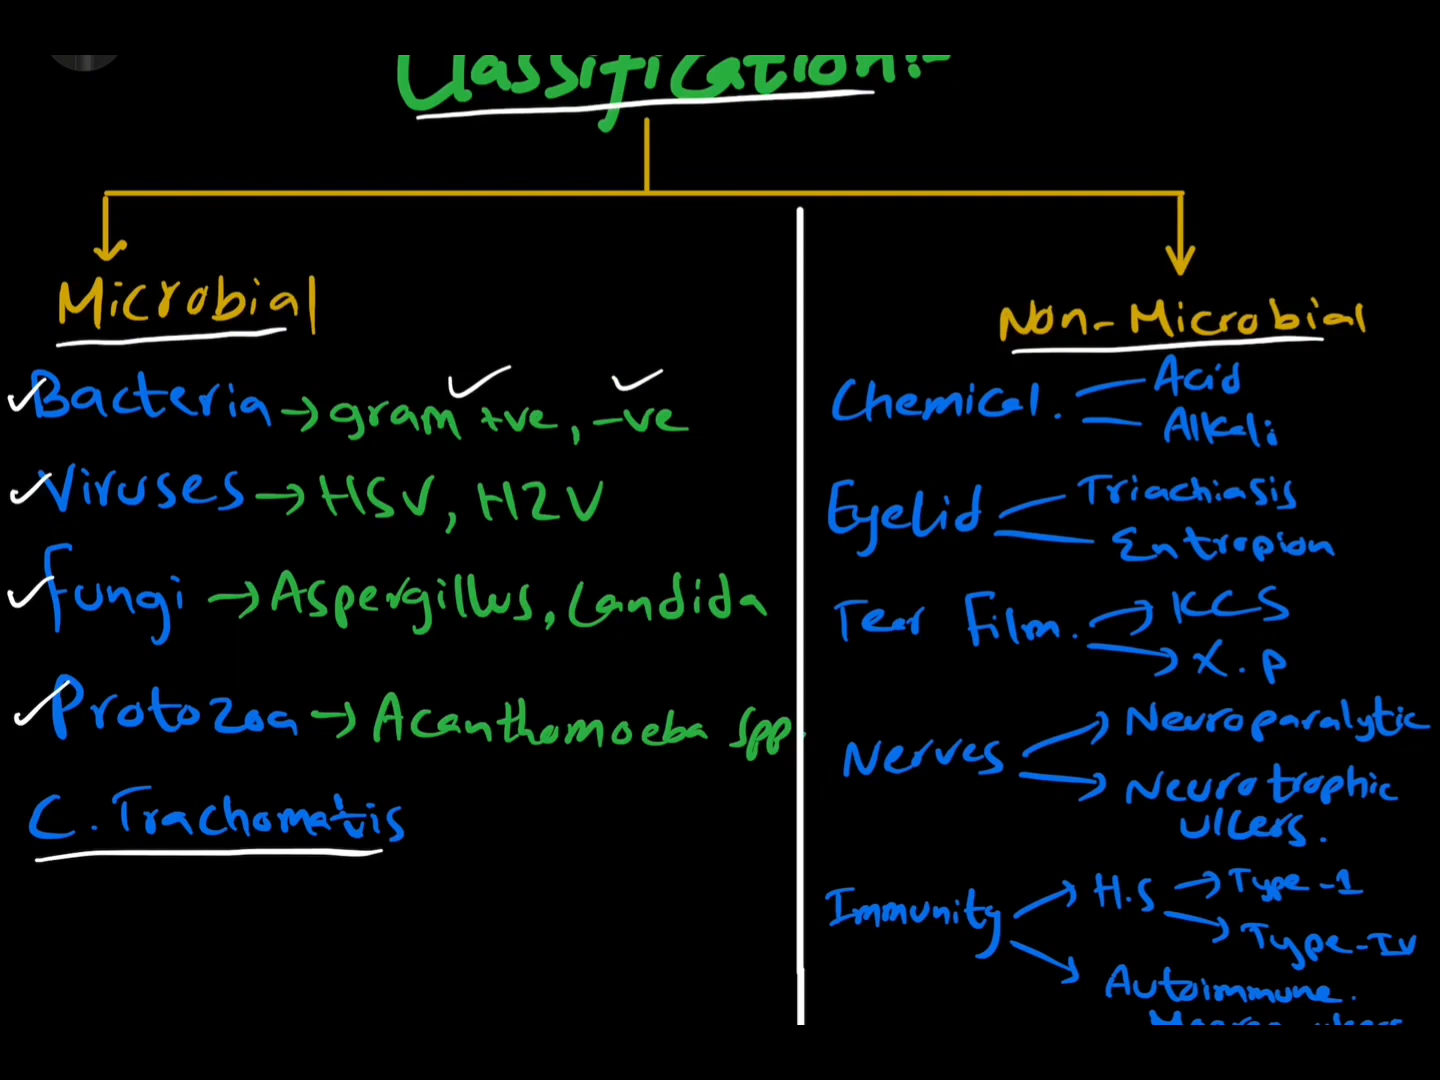 Classification:-
Microbial
Bacteria → gram +ve, -ve
Viruses → HSV, HZV
Fungi → Aspergillus, Candida
Protozoa → Acanthamoeba Spp.
C. Trachomatis
Non-Microbial
Chemical. Acid
Alkali
Eyelid Triachiasis
Entropion
Tear Film. → KCS
→ X.P
Nerves → Neuroparalytic
→ Neurotrophic
ulcers.
Immunity → H.S → Type-1
→ Type-IV
→ Autoimmune.